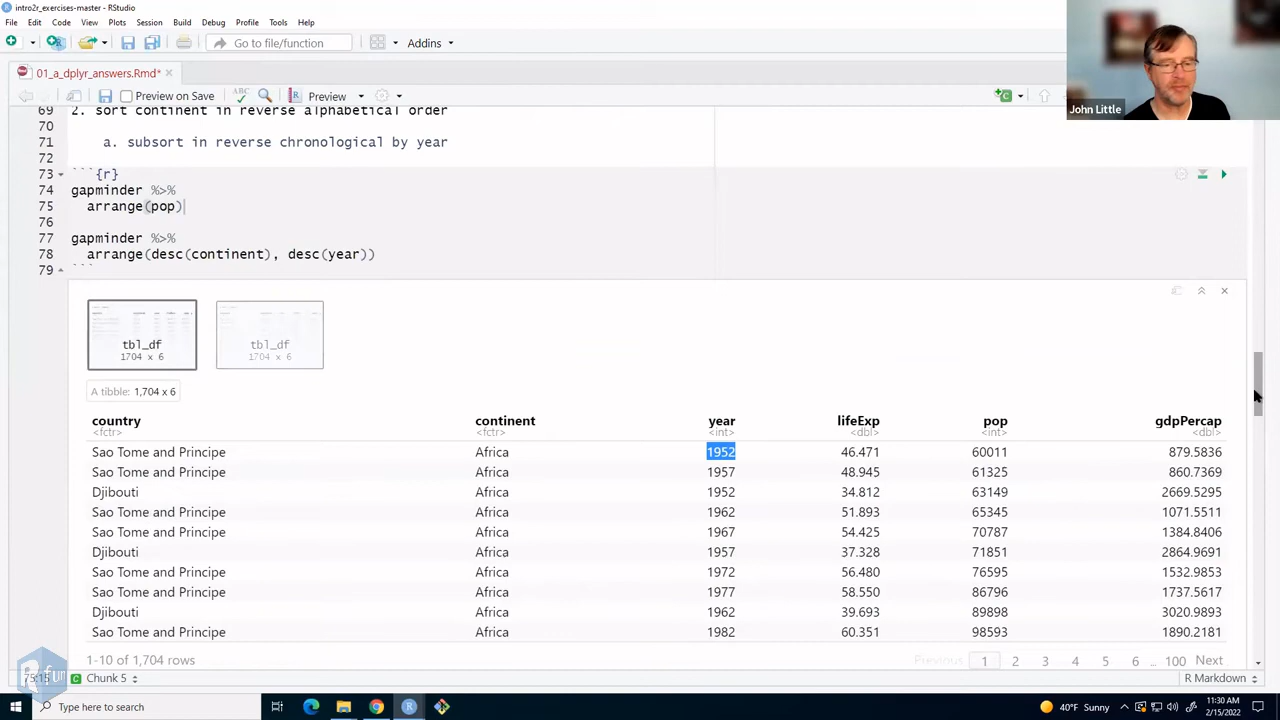 intro2r_exercises-master - RStudio
File Edit Code View Plots Session Build Debug Profile Tools Help
Go to file/function
Addins
01_a_dplyr_answers.Rmd*
Preview on Save
ABC
Preview
John Little
69 2. sort continent in reverse alphabetical order
70
71 a. subsort in reverse chronological by year
72
73 ```{r}
74 gapminder %>%
75 arrange(pop)
76
77 gapminder %>%
78 arrange(desc(continent), desc(year))
79 ```
tbl_df tbl_df
1704 x 6 1704 x 6
A tibble: 1,704 x 6
country continent year lifeExp pop gdpPercap
<fctr> <fctr> <int> <dbl> <int> <dbl>
Sao Tome and Principe Africa 1952 46.471 60011 879.5836
Sao Tome and Principe Africa 1957 48.945 61325 860.7369
Djibouti Africa 1952 34.812 63149 2669.5295
Sao Tome and Principe Africa 1962 51.893 65345 1071.5511
Sao Tome and Principe Africa 1967 54.425 70787 1384.8406
Djibouti Africa 1957 37.328 71851 2864.9691
Sao Tome and Principe Africa 1972 56.480 76595 1532.9853
Sao Tome and Principe Africa 1977 58.550 86796 1737.5617
Djibouti Africa 1962 39.693 89898 3020.9893
Sao Tome and Principe Africa 1982 60.351 98593 1890.2181
1-10 of 1,704 rows Previous 1 2 3 4 5 6 ... 100 Next
75:15 Chunk 5 R Markdown
R fun
Type here to search
40°F Sunny
11:30 AM
2/15/2022